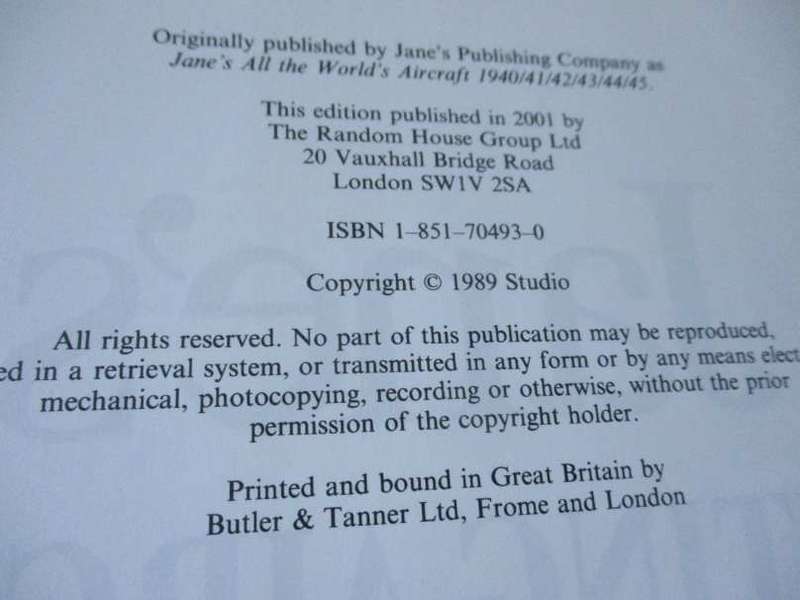 Originally published by Jane's Publishing Company as
Jane's All the World's Aircraft 1940/41/42/43/44/45.
This edition published in 2001 by
The Random House Group Ltd
20 Vauxhall Bridge Road
London SW1V 2SA
ISBN 1–851–70493–0
Copyright © 1989 Studio
All rights reserved. No part of this publication may be reproduced,
ed in a retrieval system, or transmitted in any form or by any means elect
mechanical, photocopying, recording or otherwise, without the prior
permission of the copyright holder.
Printed and bound in Great Britain by
Butler & Tanner Ltd, Frome and London